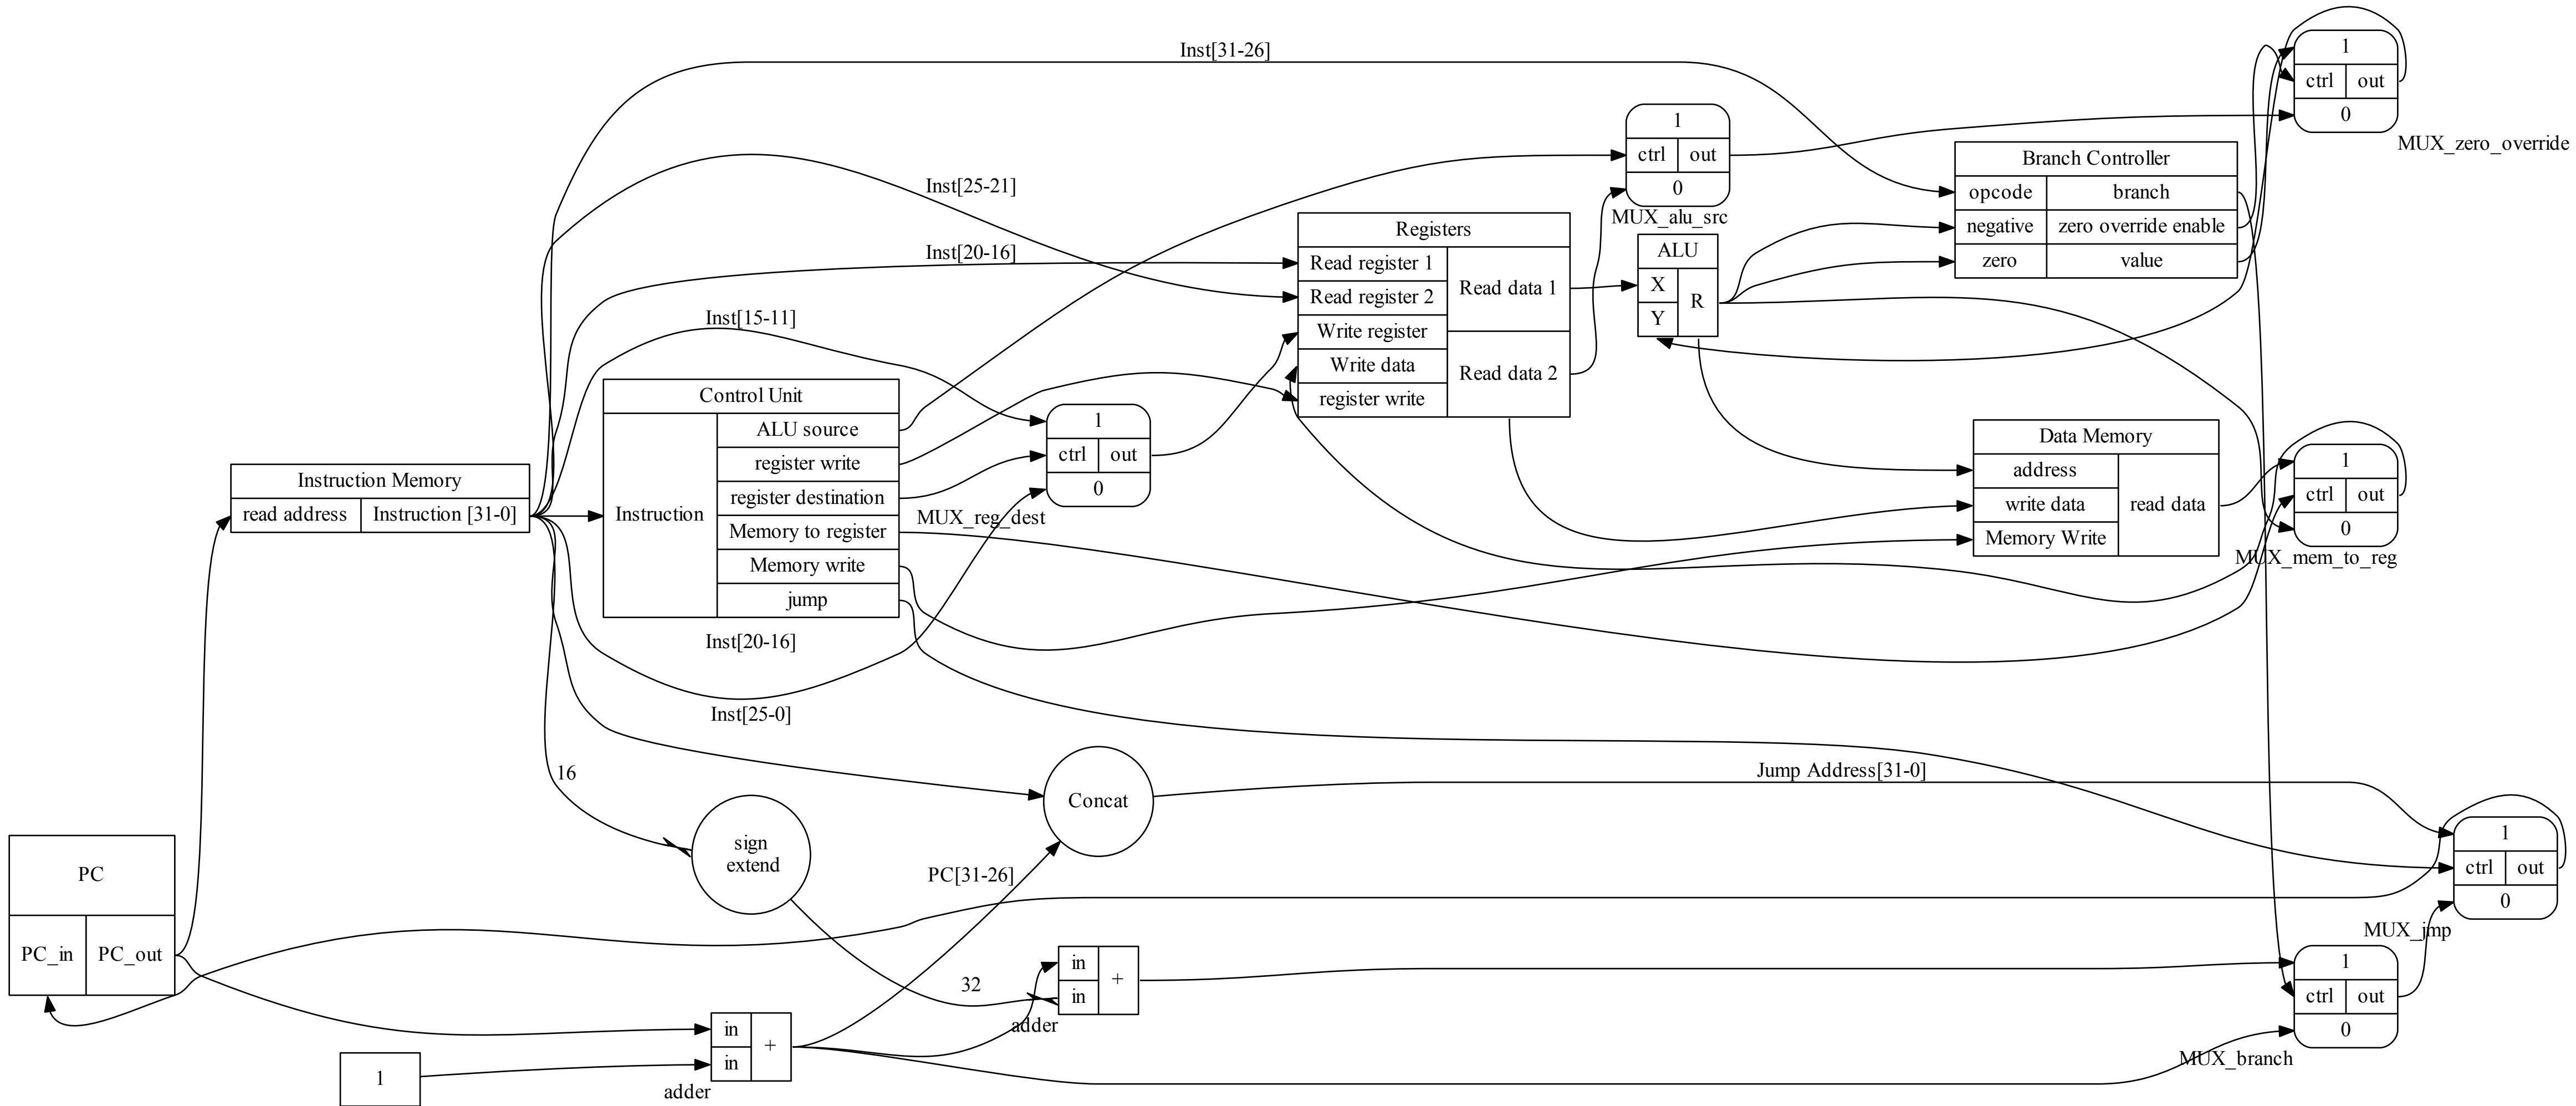 Inst[31-26]
1
ctrl
out
0
MUX_zero_override
1
ctrl
out
0
MUX_alu_src
Branch Controller
opcode
branch
negative
zero override enable
zero
value
Inst[25-21]
Inst[20-16]
Inst[15-11]
Registers
Read register 1
Read register 2
Write register
Write data
register write
Read data 1
Read data 2
ALU
X
Y
R
Control Unit
Instruction
ALU source
register write
register destination
Memory to register
Memory write
jump
1
ctrl
out
0
MUX_reg_dest
Data Memory
address
write data
Memory Write
read data
1
ctrl
out
0
MUX_mem_to_reg
Instruction Memory
read address
Instruction [31-0]
Inst[20-16]
Inst[25-0]
16
sign
extend
Concat
Jump Address[31-0]
1
ctrl
out
0
MUX_jmp
PC
PC_in
PC_out
PC[31-26]
32
in
in
+
adder
1
ctrl
out
0
MUX_branch
in
in
+
adder
1